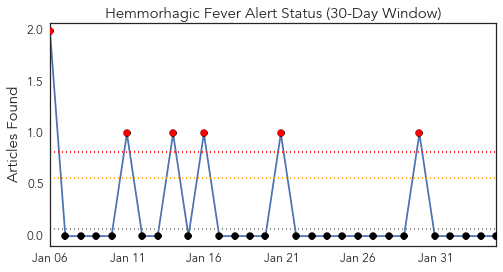 Hemmorhagic Fever Alert Status (30-Day Window)
Articles Found
2.0
1.5
1.0
0.5
0.0
Jan 06 Jan 11 Jan 16 Jan 21 Jan 26 Jan 31